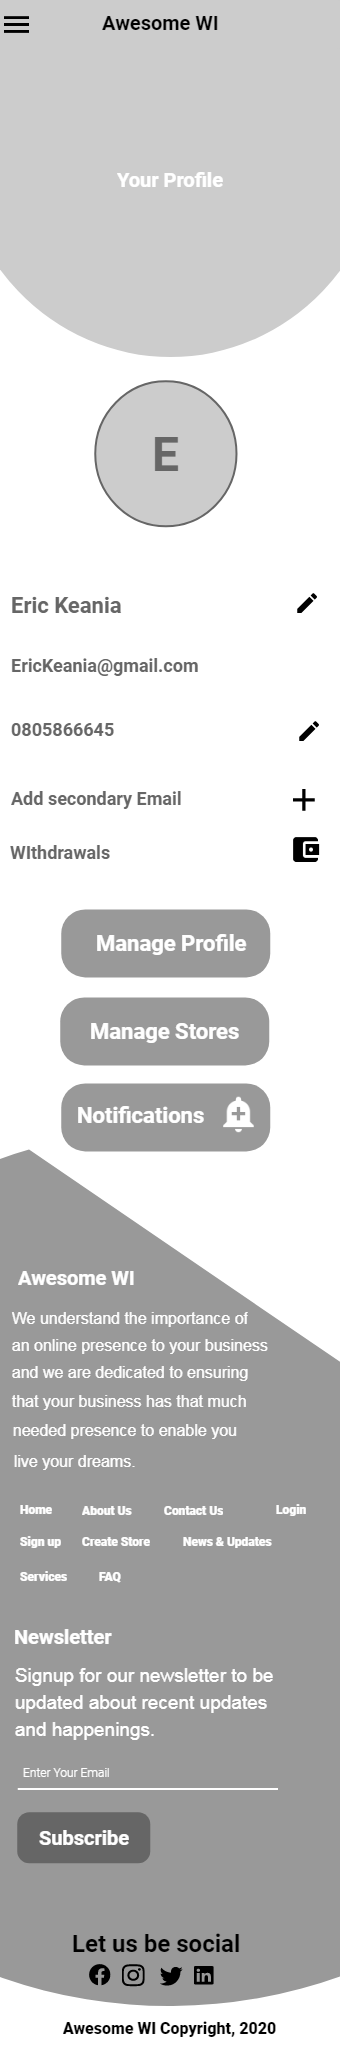 Awesome WI
Your Profile
E
Eric Keania
EricKeania@gmail.com
0805866645
Add secondary Email
WIthdrawals
Manage Profile
Manage Stores
Notifications
Awesome WI
We understand the importance of
an online presence to your business
and we are dedicated to ensuring
that your business has that much
needed presence to enable you
live your dreams.
Home About Us Contact Us Login
Sign up Create Store News & Updates
Services FAQ
Newsletter
Signup for our newsletter to be
updated about recent updates
and happenings.
Enter Your Email
Subscribe
Let us be social
Awesome WI Copyright, 2020